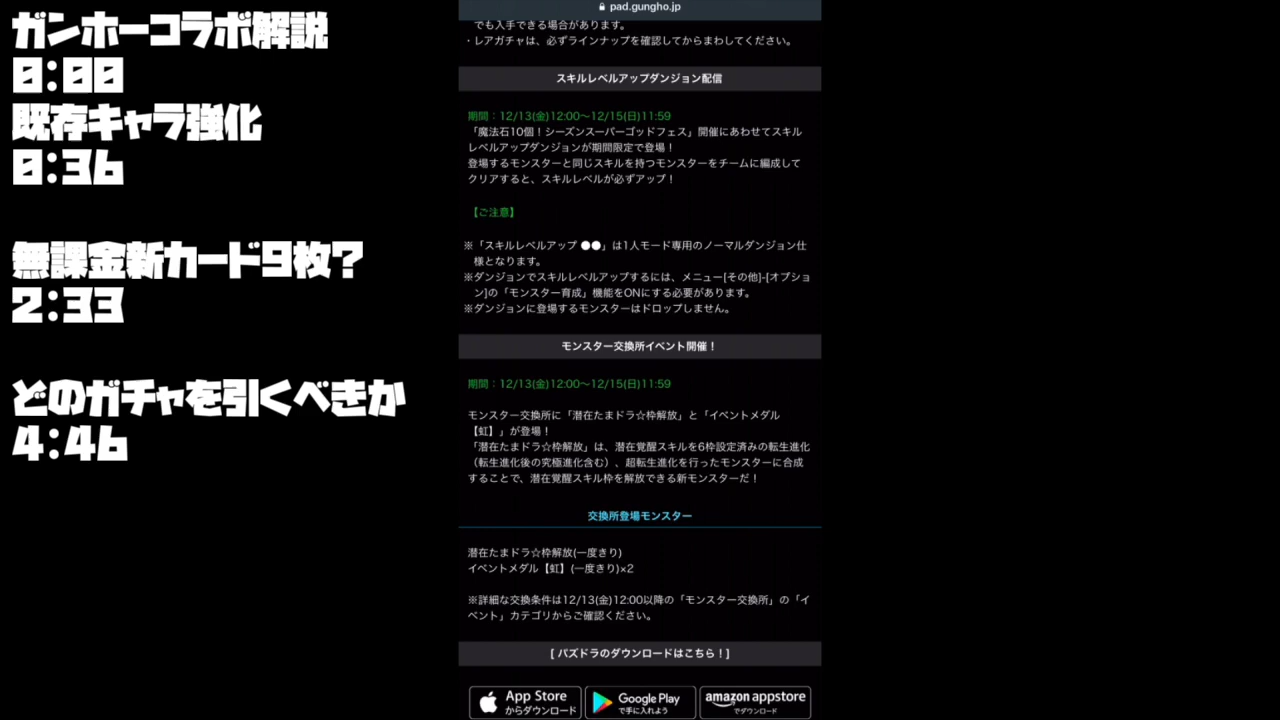 ガンホーコラボ解説
0:00
既存キャラ強化
0:36
無課金新カード9枚?
2:33
どのガチャを引くべきか
4:46
pad.gungho.jp
でも入手できる場合があります。
・レアガチャは、必ずラインナップを確認してからまわしてください。
スキルレベルアップダンジョン配信
期間：12/13(金)12:00～12/15(日)11:59
「魔法石10個！シーズンスーパーゴッドフェス」開催にあわせてスキル
レベルアップダンジョンが期間限定で登場！
登場するモンスターと同じスキルを持つモンスターをチームに編成して
クリアすると、スキルレベルが必ずアップ！
【ご注意】
※「スキルレベルアップ ●●」は1人モード専用のノーマルダンジョン仕
様となります。
※ダンジョンでスキルレベルアップするには、メニュー[その他]-[オプショ
ン]の「モンスター育成」機能をONにする必要があります。
※ダンジョンに登場するモンスターはドロップしません。
モンスター交換所イベント開催！
期間：12/13(金)12:00～12/15(日)11:59
モンスター交換所に「潜在たまドラ☆枠解放」と「イベントメダル
【虹】」が登場！
「潜在たまドラ☆枠解放」は、潜在覚醒スキルを6枠設定済みの転生進化
（転生進化後の究極進化含む）、超転生進化を行ったモンスターに合成
することで、潜在覚醒スキル枠を解放できる新モンスターだ！
交換所登場モンスター
潜在たまドラ☆枠解放(一度きり)
イベントメダル【虹】(一度きり)×2
※詳細な交換条件は12/13(金)12:00以降の「モンスター交換所」の「イ
ベント」カテゴリからご確認ください。
[ パズドラのダウンロードはこちら！]
App Store
からダウンロード
Google Play
で手に入れよう
amazon appstore
でダウンロード